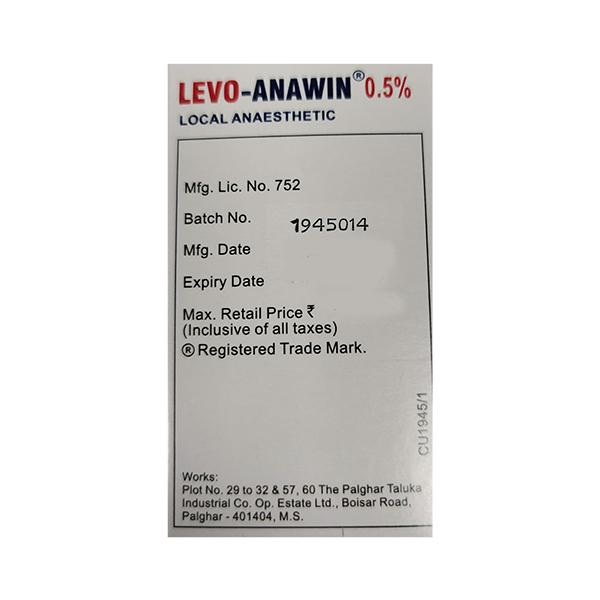 LEVO-ANAWIN® 0.5%
LOCAL ANAESTHETIC
Mfg. Lic. No. 752
Batch No. 1945014
Mfg. Date
Expiry Date
Max. Retail Price ₹
(Inclusive of all taxes)
® Registered Trade Mark.
CU1945/1
Works:
Plot No. 29 to 32 & 57, 60 The Palghar Taluka
Industrial Co. Op. Estate Ltd., Boisar Road,
Palghar - 401404, M.S.